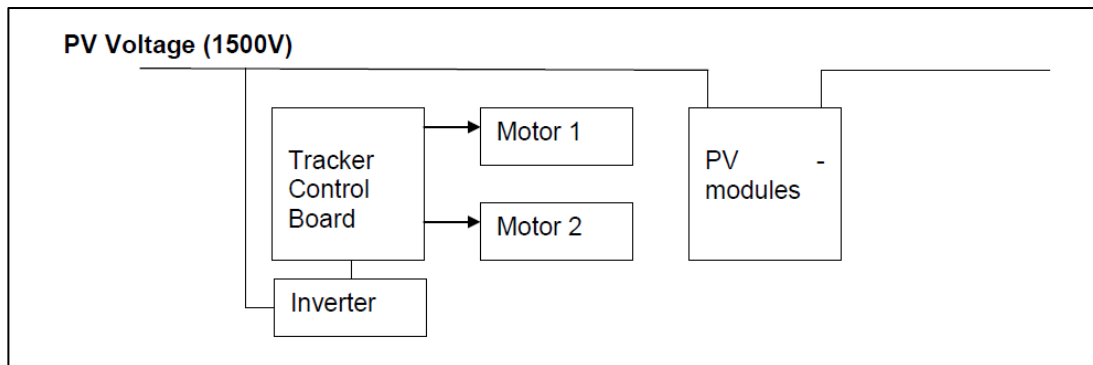 PV Voltage (1500V)
Motor 1
Tracker
Control
Board
PV -
modules
Motor 2
Inverter